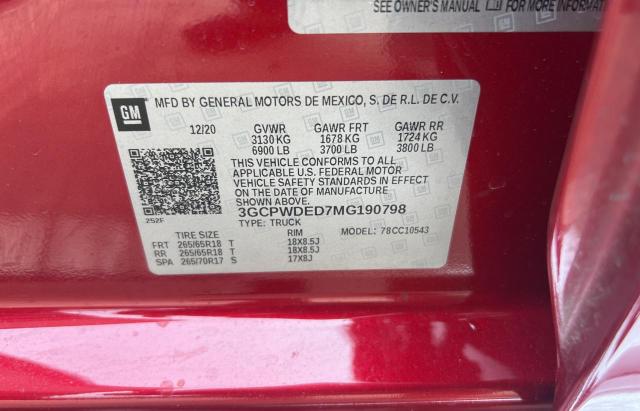 SEE OWNER'S MANUAL FOR MORE INFORMATION
GM
MFD BY GENERAL MOTORS DE MEXICO, S. DE R.L. DE C.V.
12/20 GVWR GAWR FRT GAWR RR
3130 KG 1678 KG 1724 KG
6900 LB 3700 LB 3800 LB
THIS VEHICLE CONFORMS TO ALL
APPLICABLE U.S. FEDERAL MOTOR
VEHICLE SAFETY STANDARDS IN EFFECT
ON THE DATE OF MANUFACTURE
SHOWN ABOVE.
3GCPWDED7MG190798
TYPE: TRUCK
252F
TIRE SIZE RIM MODEL: 78CC10543
FRT 265/65R18 T 18X8.5J
RR 265/65R18 T 18X8.5J
SPA 265/70R17 S 17X8J